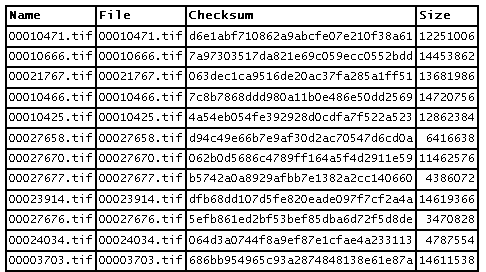 Name File Checksum Size
00010471.tif 00010471.tif d6e1abf710862a9abcfe07e210f38a61 12251006
00010666.tif 00010666.tif 7a97303517da821e69c059ecc0552bdd 14453862
00021767.tif 00021767.tif 063dec1ca9516de20ac37fa285a1ff51 13681986
00010466.tif 00010466.tif 7c8b7868ddd980a11b0e486e50dd2569 14720756
00010425.tif 00010425.tif 4a54eb054fe392928d0cdfa7f522a523 12862384
00027658.tif 00027658.tif d94c49e66b7e9af30d2ac70547d6cd0a 6416638
00027670.tif 00027670.tif 062b0d5686c4789ff164a5f4d2911e59 11462576
00027677.tif 00027677.tif b5742a0a8929afbb7e1382a2cc140660 4386072
00023914.tif 00023914.tif dfb68dd107d5fe820eade097f7cf2a4a 14619366
00027676.tif 00027676.tif 5efb861ed2bf53bef85dba6d72f5d8de 3470828
00024034.tif 00024034.tif 064d3a0744f8a9ef87e1cfae4a233113 4787554
00003703.tif 00003703.tif 686bb954965c93a2874848138e61e87a 14611538